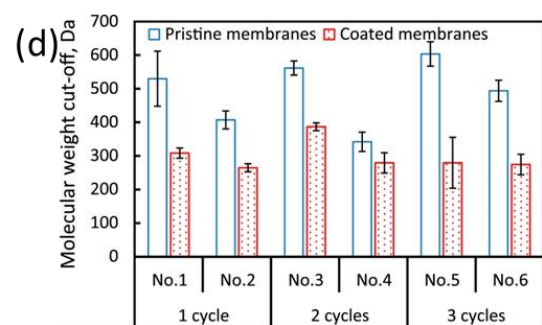 (d)
Molecular weight cut-off, Da
700
600
500
400
300
200
100
0
Pristine membranes Coated membranes
No.1 No.2 No.3 No.4 No.5 No.6
1 cycle 2 cycles 3 cycles